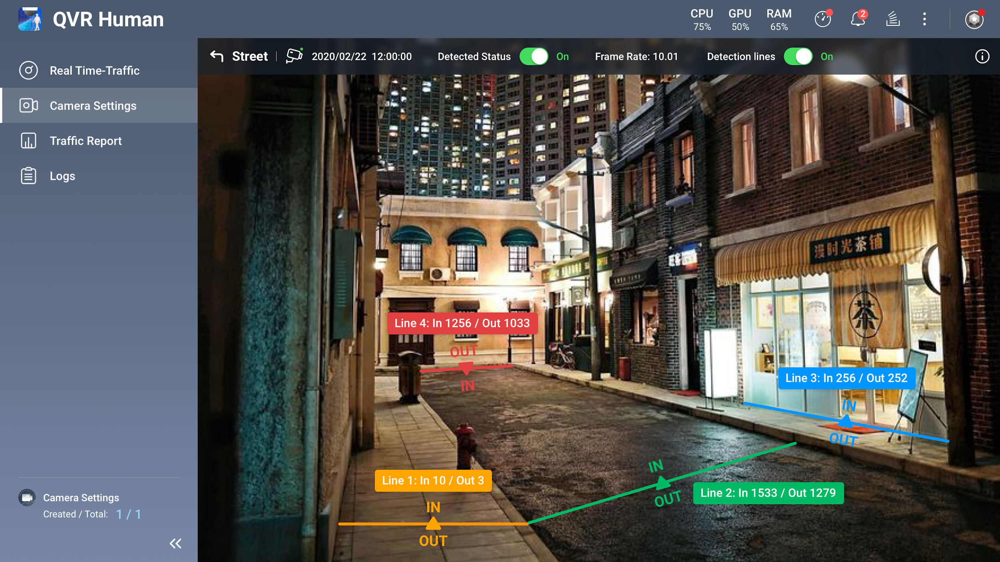 QVR Human
CPU
75%
GPU
50%
RAM
65%
2
Real Time-Traffic
Camera Settings
Traffic Report
Logs
Street
2020/02/22 12:00:00
Detected Status
On
Frame Rate: 10.01
Detection lines
On
漫时光茶铺
茶
Line 4: In 1256 / Out 1033
OUT
IN
Line 3: In 256 / Out 252
IN
OUT
Line 1: In 10 / Out 3
IN
OUT
IN
OUT
Line 2: In 1533 / Out 1279
Camera Settings
Created / Total: 1 / 1